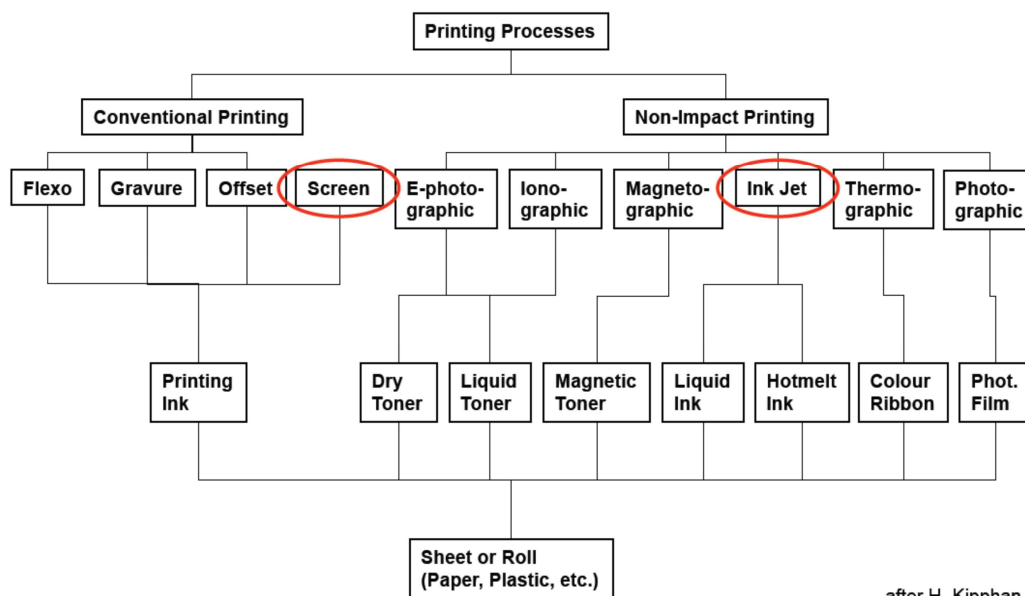 Printing Processes
Conventional Printing
Non-Impact Printing
Flexo
Gravure
Offset
Screen
E-photo-
graphic
Iono-
graphic
Magneto-
graphic
Ink Jet
Thermo-
graphic
Photo-
graphic
Printing
Ink
Dry
Toner
Liquid
Toner
Magnetic
Toner
Liquid
Ink
Hotmelt
Ink
Colour
Ribbon
Phot.
Film
Sheet or Roll
(Paper, Plastic, etc.)
after H. Kipphan